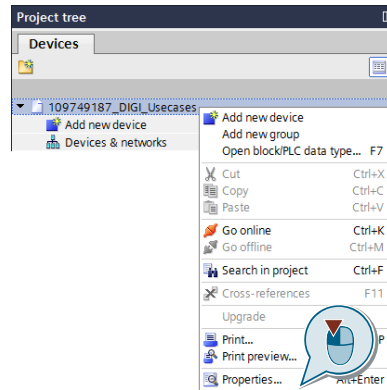 Project tree
Devices
109749187_DIGI_Usecases
Add new device
Devices & networks
Add new device
Add new group
Open block/PLC data type... F7
Cut Ctrl+X
Copy Ctrl+C
Paste Ctrl+V
Go online Ctrl+K
Go offline Ctrl+M
Search in project Ctrl+F
Cross-references F11
Upgrade
Print... P
Print preview...
Properties... Alt+Enter